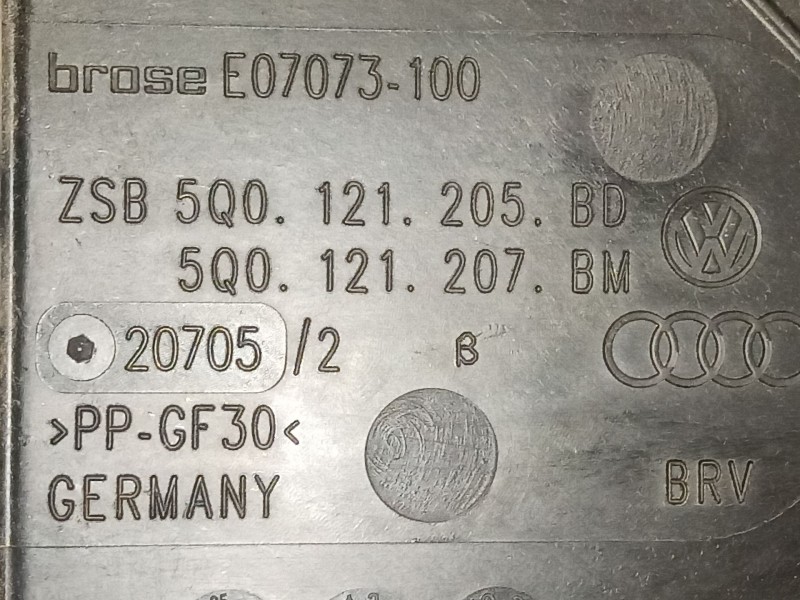 brose E07073-100
ZSB 5Q0.121.205.BD
5Q0.121.207.BM
20705/2 β
>PP-GF30<
GERMANY BRV